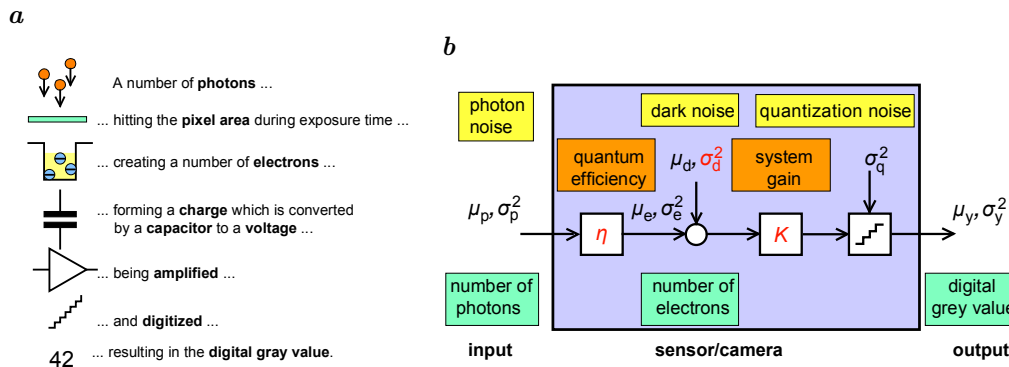 a
A number of photons ...
... hitting the pixel area during exposure time ...
... creating a number of electrons ...
... forming a charge which is converted
by a capacitor to a voltage ...
... being amplified ...
... and digitized ...
42
... resulting in the digital gray value.
b
photon
noise
dark noise
quantization noise
quantum
efficiency
μd, σd²
system
gain
σq²
μp, σp²
η
μe, σe²
K
μy, σy²
number of
photons
number of
electrons
digital
grey value
input
sensor/camera
output